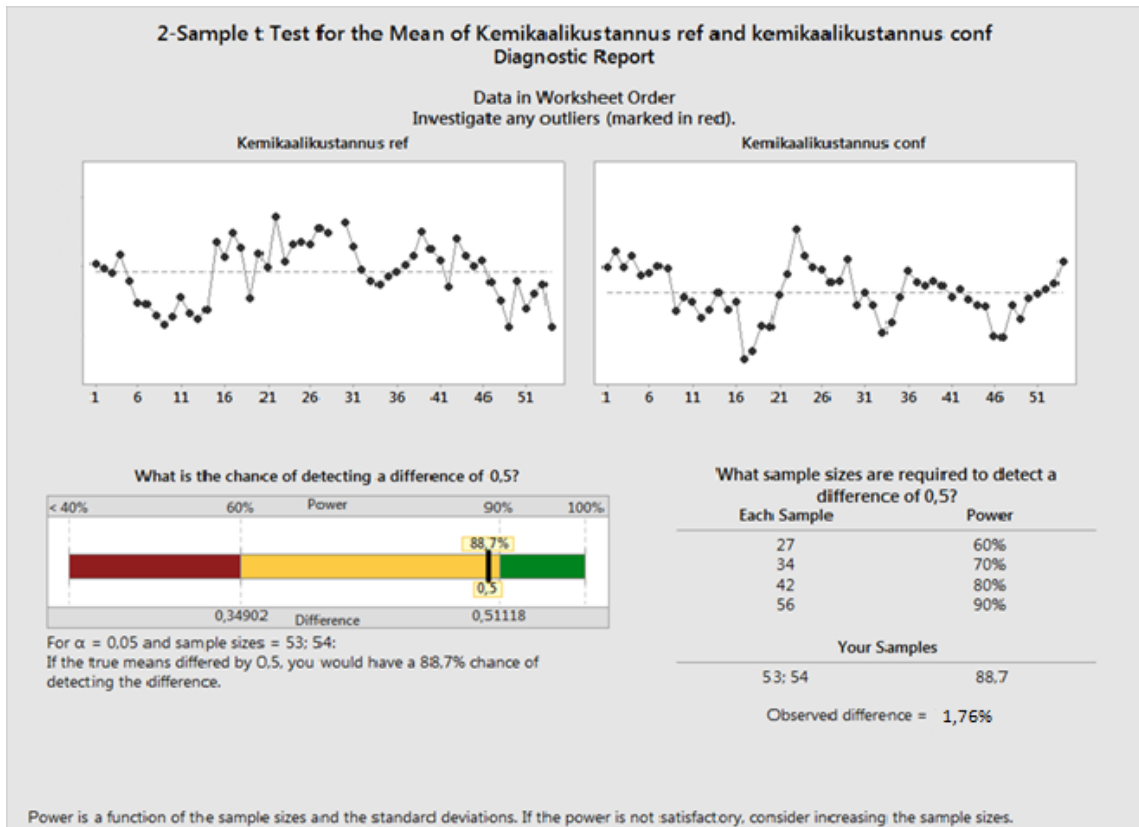 2-Sample t Test for the Mean of Kemikaalikustannus ref and kemikaalikustannus conf
Diagnostic Report
Data in Worksheet Order
Investigate any outliers (marked in red).
Kemikaalikustannus ref
Kemikaalikustannus conf
1 6 11 16 21 26 31 36 41 46 51
1 6 11 16 21 26 31 36 41 46 51
What is the chance of detecting a difference of 0,5?
< 40% 60% Power 90% 100%
88,7%
0,5
0,34902 Difference 0,51118
For α = 0,05 and sample sizes = 53; 54:
If the true means differed by 0,5, you would have a 88,7% chance of
detecting the difference.
What sample sizes are required to detect a
difference of 0,5?
Each Sample Power
27 60%
34 70%
42 80%
56 90%
Your Samples
53; 54 88,7
Observed difference = 1,76%
Power is a function of the sample sizes and the standard deviations. If the power is not satisfactory, consider increasing the sample sizes.